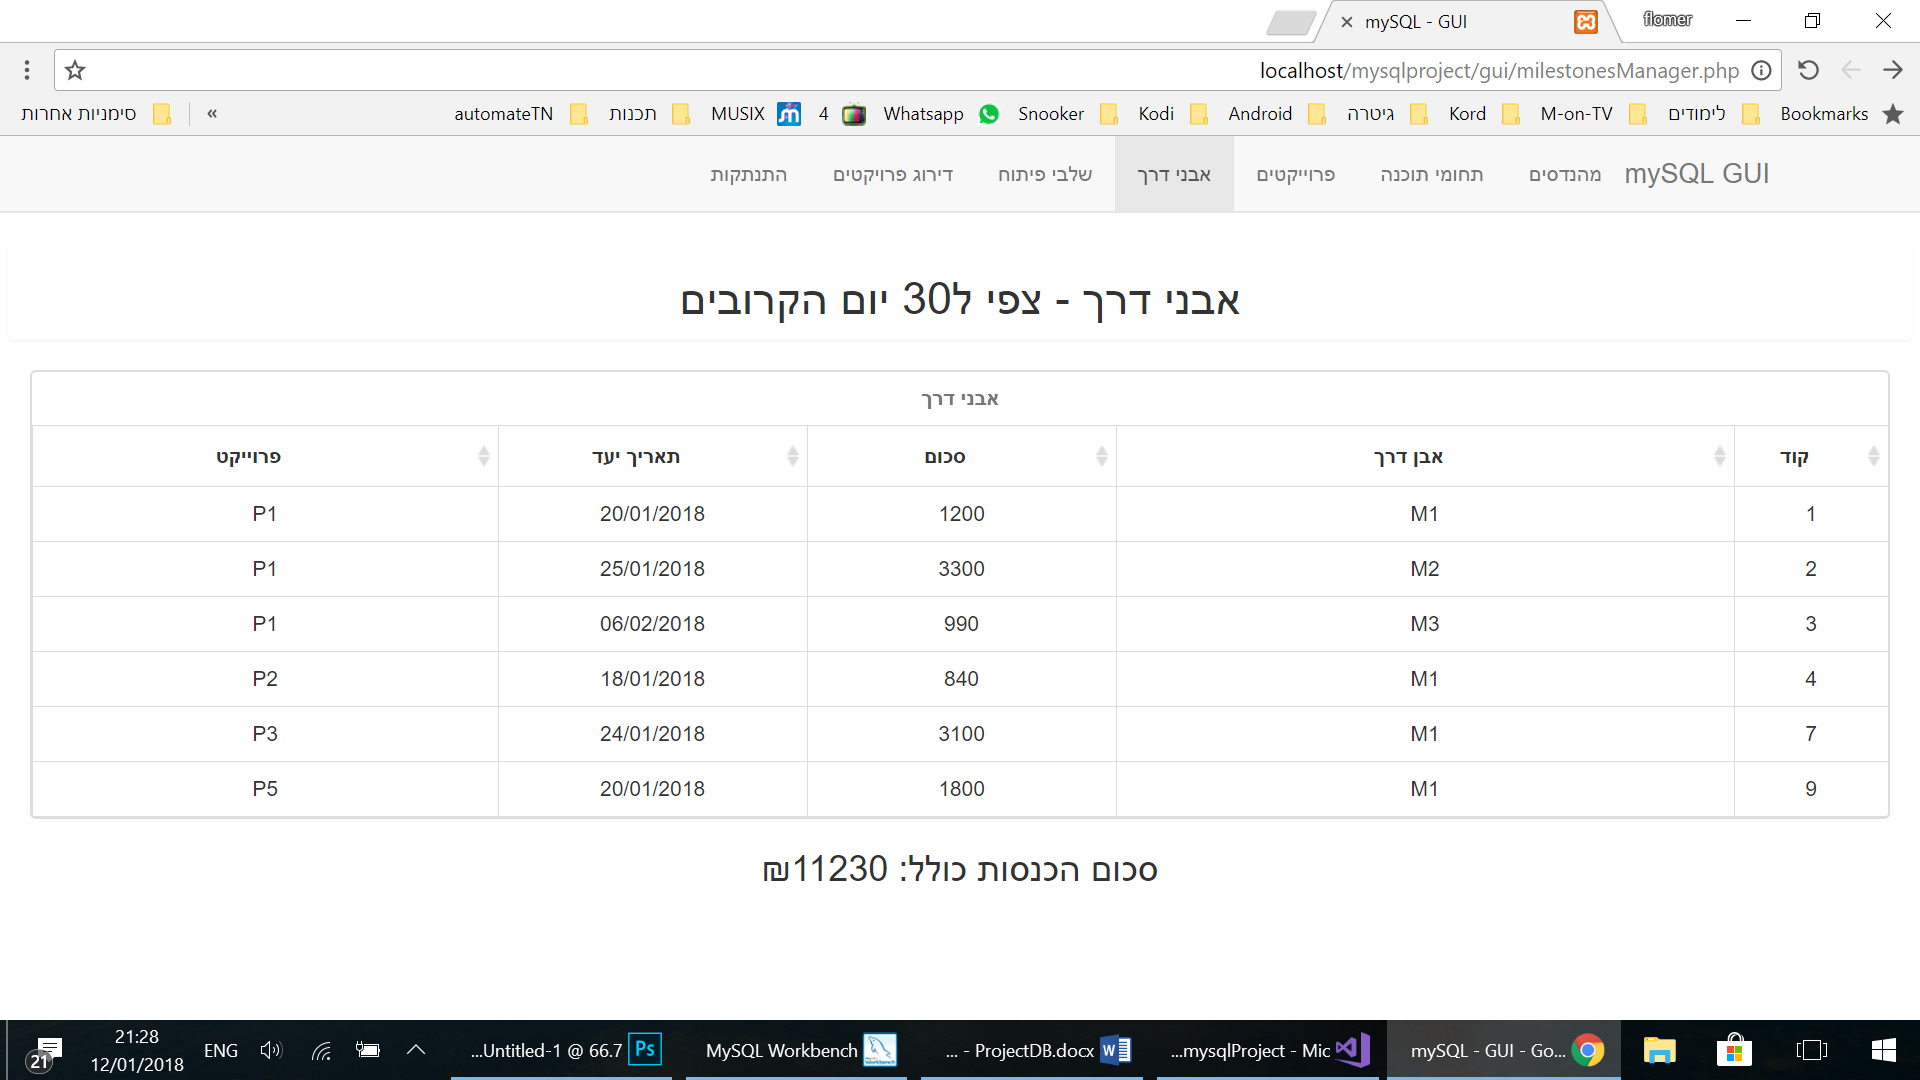 mySQL - GUI
flomer
localhost/mysqlproject/gui/milestonesManager.php
Bookmarks לימודים M-on-TV Kord גיטרה Android Kodi Snooker Whatsapp 4 MUSIX תכנות automateTN » סימניות אחרות
mySQL GUI מהנדסים תחומי תוכנה פרוייקטים אבני דרך שלבי פיתוח דירוג פרויקטים התנתקות
אבני דרך - צפי ל30 יום הקרובים
אבני דרך
קוד אבן דרך סכום תאריך יעד פרוייקט
1 M1 1200 20/01/2018 P1
2 M2 3300 25/01/2018 P1
3 M3 990 06/02/2018 P1
4 M1 840 18/01/2018 P2
7 M1 3100 24/01/2018 P3
9 M1 1800 20/01/2018 P5
סכום הכנסות כולל: 11230₪
mySQL - GUI - Go...
...mysqlProject - Mic
... - ProjectDB.docx
MySQL Workbench
...Untitled-1 @ 66.7
Ps
ENG
21:28
12/01/2018
21